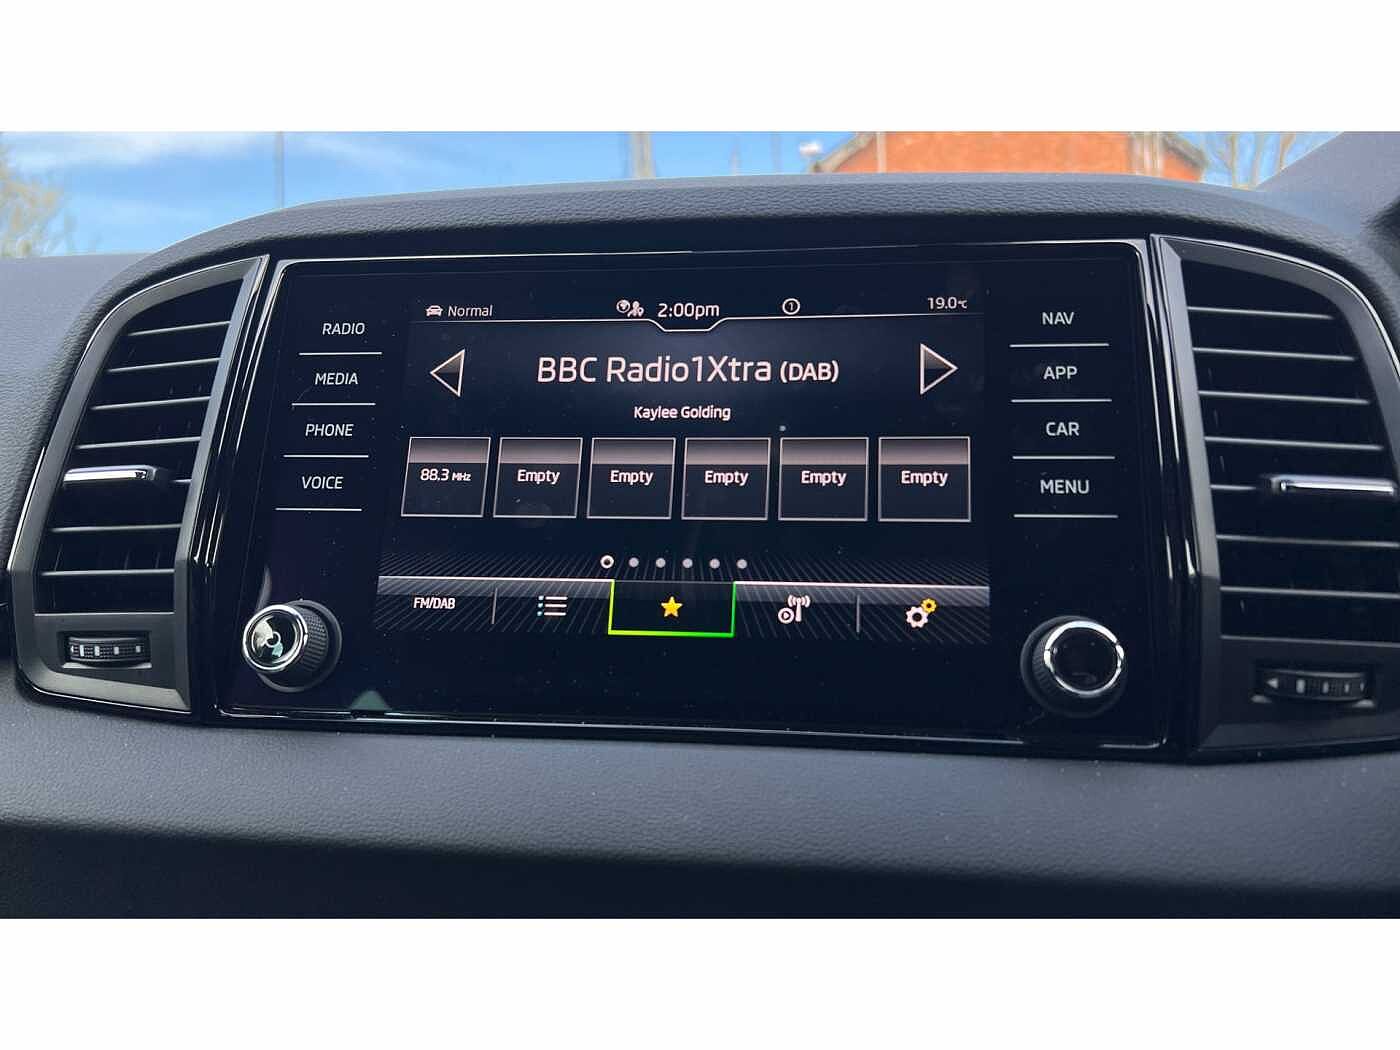 Normal
2:00pm
1
19.0°C
BBC Radio1Xtra (DAB)
Kaylee Golding
88.3 MHz
Empty
Empty
Empty
Empty
Empty
FM/DAB
RADIO
MEDIA
PHONE
VOICE
NAV
APP
CAR
MENU